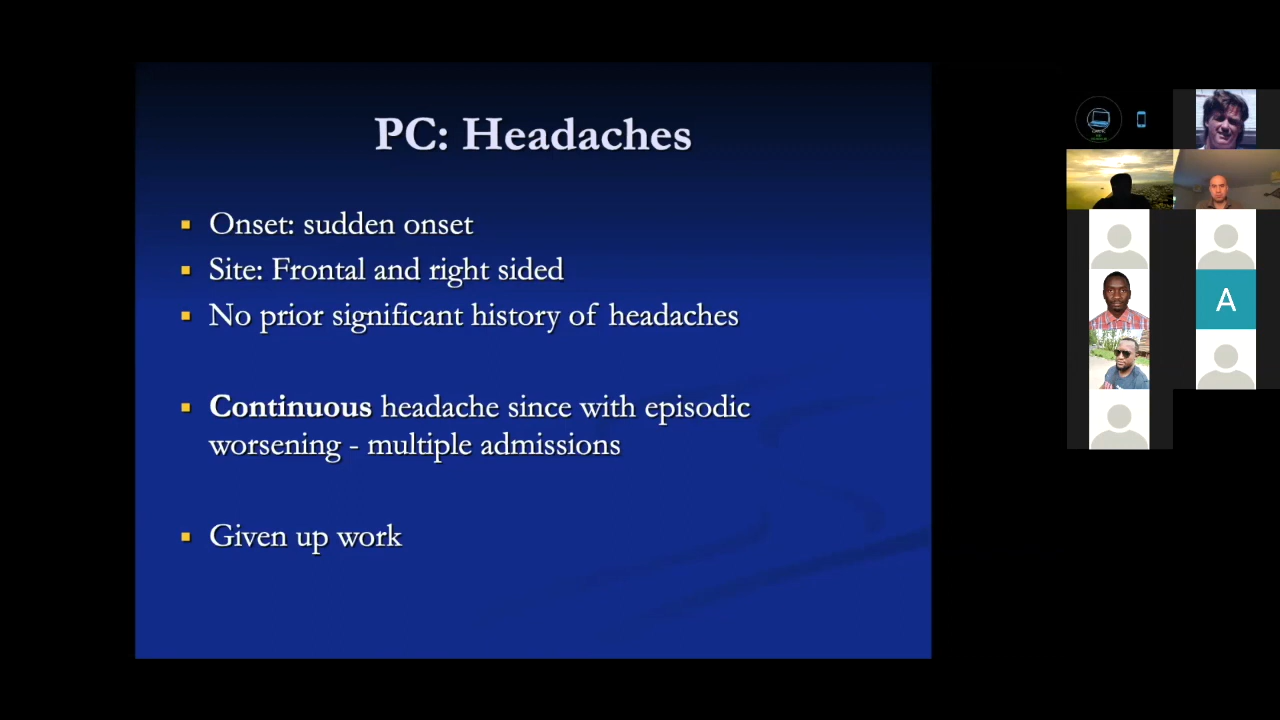 PC: Headaches
Onset: sudden onset
Site: Frontal and right sided
No prior significant history of headaches
Continuous headache since with episodic
worsening - multiple admissions
Given up work
A